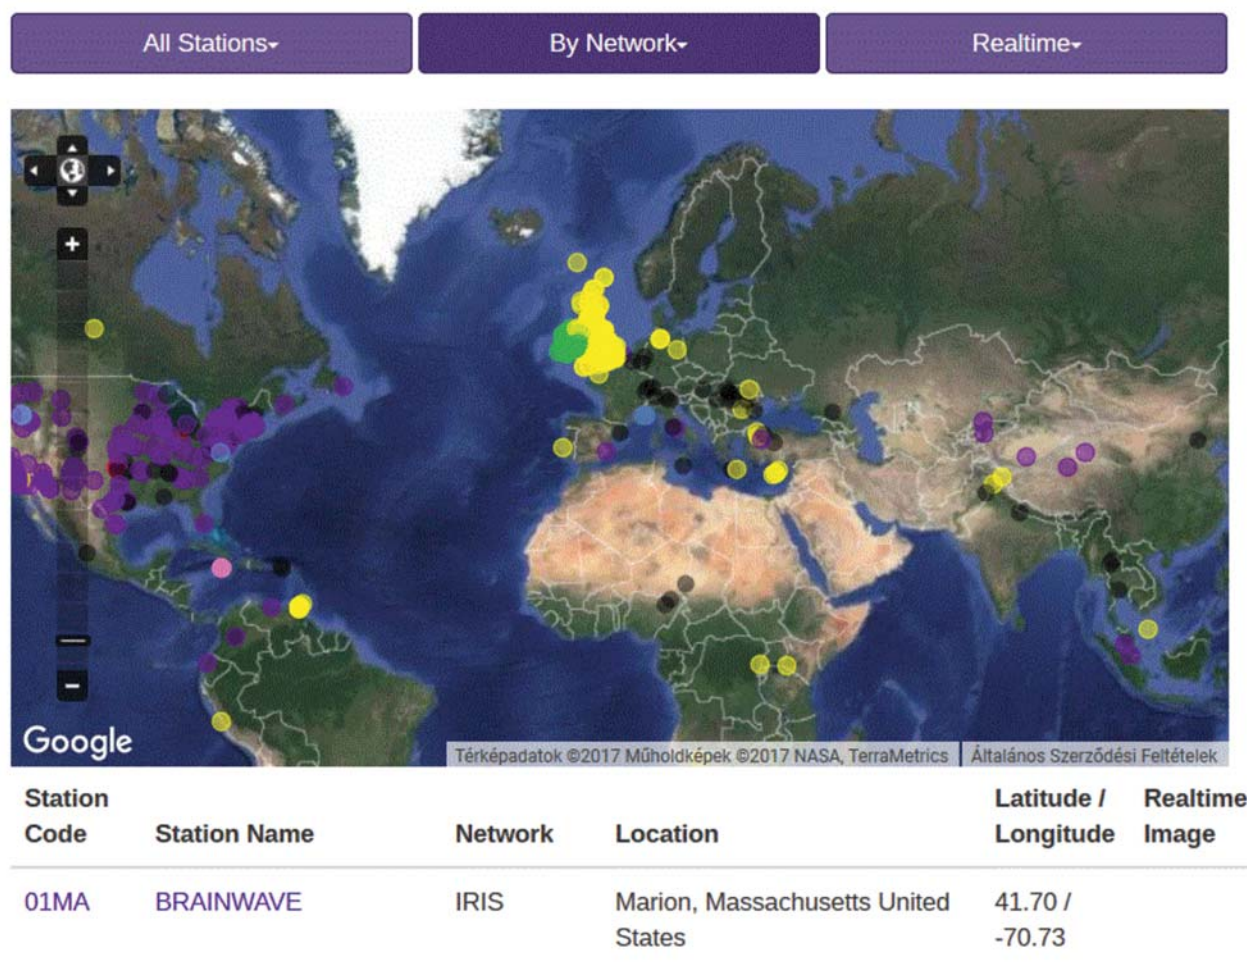 All Stations
By Network
Realtime
Google
Térképadatok ©2017 Műholdképek ©2017 NASA, TerraMetrics
Általános Szerződési Feltételek
Station Code
Station Name
Network
Location
Latitude / Longitude
Realtime Image
01MA
BRAINWAVE
IRIS
Marion, Massachusetts United
States
41.70 /
-70.73